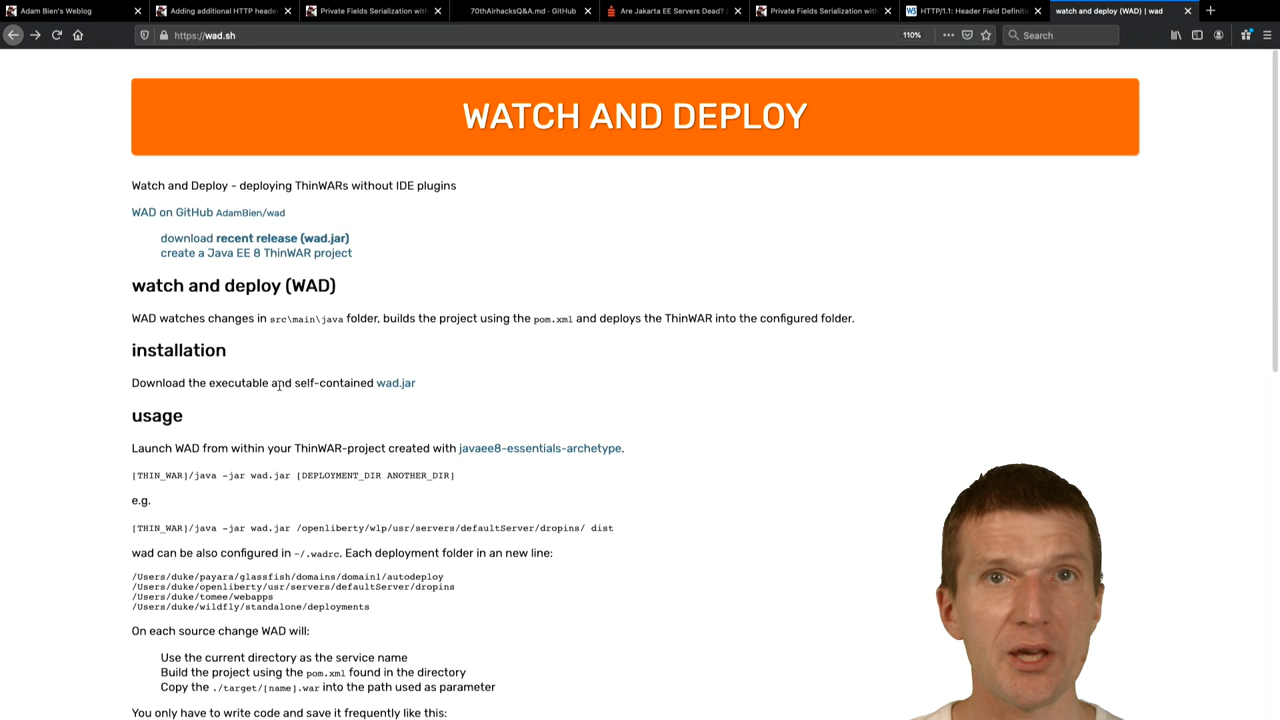 Adam Bien's Weblog
Adding additional HTTP heade
Private Fields Serialization with
70thAirhacksQ&A.md · GitHub
Are Jakarta EE Servers Dead?
Private Fields Serialization with
HTTP/1.1: Header Field Definiti
watch and deploy (WAD) | wad
https://wad.sh
110%
Search
WATCH AND DEPLOY
Watch and Deploy - deploying ThinWARs without IDE plugins
WAD on GitHub AdamBien/wad
download recent release (wad.jar)
create a Java EE 8 ThinWAR project
watch and deploy (WAD)
WAD watches changes in src\main\java folder, builds the project using the pom.xml and deploys the ThinWAR into the configured folder.
installation
Download the executable and self-contained wad.jar
usage
Launch WAD from within your ThinWAR-project created with javaee8-essentials-archetype.
[THIN_WAR]/java -jar wad.jar [DEPLOYMENT_DIR ANOTHER_DIR]
e.g.
[THIN_WAR]/java -jar wad.jar /openliberty/wlp/usr/servers/defaultServer/dropins/ dist
wad can be also configured in ~/.wadrc. Each deployment folder in an new line:
/Users/duke/payara/glassfish/domains/domain1/autodeploy
/Users/duke/openliberty/usr/servers/defaultServer/dropins
/Users/duke/tomee/webapps
/Users/duke/wildfly/standalone/deployments
On each source change WAD will:
Use the current directory as the service name
Build the project using the pom.xml found in the directory
Copy the ./target/[name].war into the path used as parameter
You only have to write code and save it frequently like this: